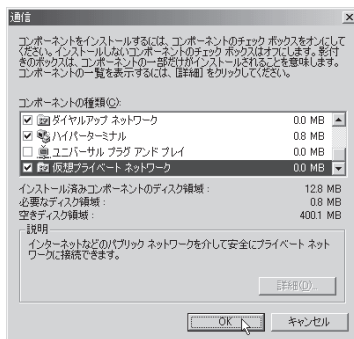 通信
コンポーネントをインストールするには、コンポーネントのチェック ボックスをオンにして
ください。インストールしないコンポーネントのチェック ボックスはオフにします。影付
きのボックスは、コンポーネントの一部だけがインストールされることを意味します。
コンポーネントの一覧を表示するには、[詳細] をクリックしてください。
コンポーネントの種類(C):
ダイヤルアップ ネットワーク 0.0 MB
ハイパーターミナル 0.8 MB
ユニバーサル プラグ アンド プレイ 0.0 MB
仮想プライベート ネットワーク 0.0 MB
インストール済みコンポーネントのディスク領域: 12.8 MB
必要なディスク領域: 0.8 MB
空きディスク領域: 400.1 MB
説明
インターネットなどのパブリック ネットワークを介して安全にプライベート ネット
ワークに接続できます。
詳細(D)...
OK キャンセル